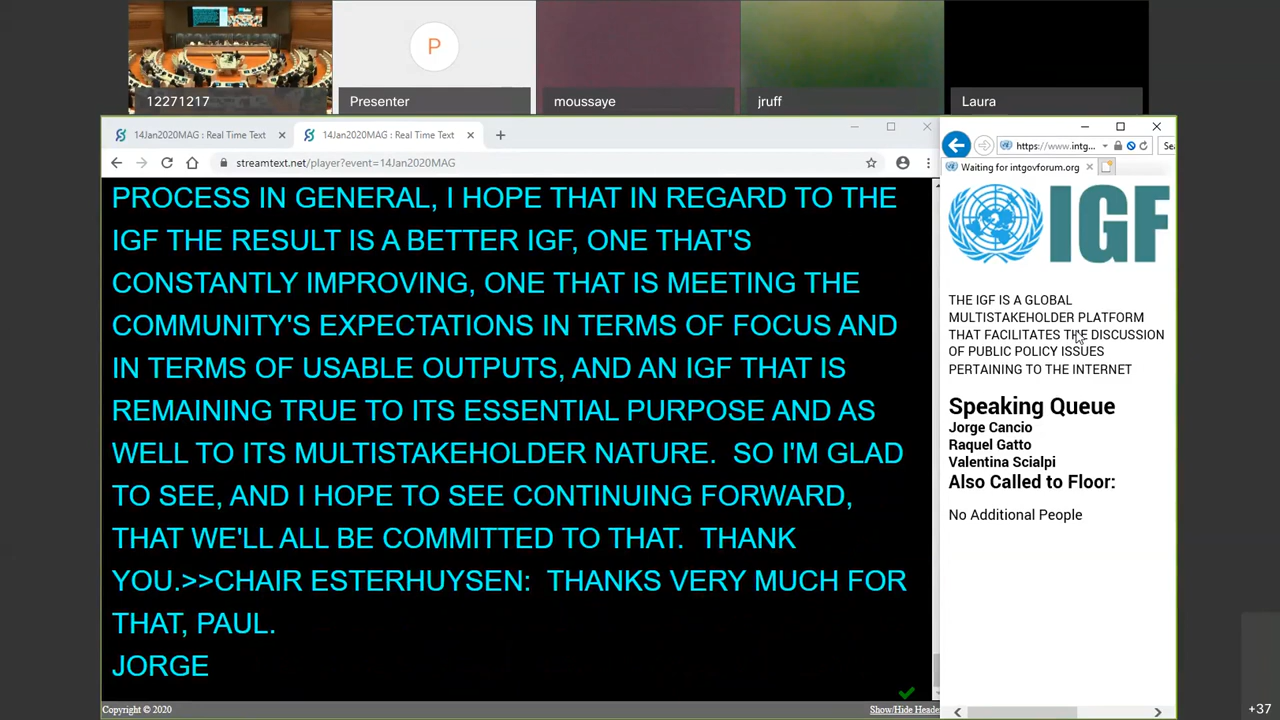 P
12271217
Presenter
moussaye
jruff
Laura
14Jan2020MAG : Real Time Text
14Jan2020MAG : Real Time Text
streamtext.net/player?event=14Jan2020MAG
PROCESS IN GENERAL, I HOPE THAT IN REGARD TO THE
IGF THE RESULT IS A BETTER IGF, ONE THAT'S
CONSTANTLY IMPROVING, ONE THAT IS MEETING THE
COMMUNITY'S EXPECTATIONS IN TERMS OF FOCUS AND
IN TERMS OF USABLE OUTPUTS, AND AN IGF THAT IS
REMAINING TRUE TO ITS ESSENTIAL PURPOSE AND AS
WELL TO ITS MULTISTAKEHOLDER NATURE.  SO I'M GLAD
TO SEE, AND I HOPE TO SEE CONTINUING FORWARD,
THAT WE'LL ALL BE COMMITTED TO THAT.  THANK
YOU.>>CHAIR ESTERHUYSEN:  THANKS VERY MUCH FOR
THAT, PAUL.
JORGE
Copyright © 2020
Show/Hide Heade
https://www.intg...
Sea
Waiting for intgovforum.org
IGF
THE IGF IS A GLOBAL
MULTISTAKEHOLDER PLATFORM
THAT FACILITATES THE DISCUSSION
OF PUBLIC POLICY ISSUES
PERTAINING TO THE INTERNET
Speaking Queue
Jorge Cancio
Raquel Gatto
Valentina Scialpi
Also Called to Floor:
No Additional People
+37